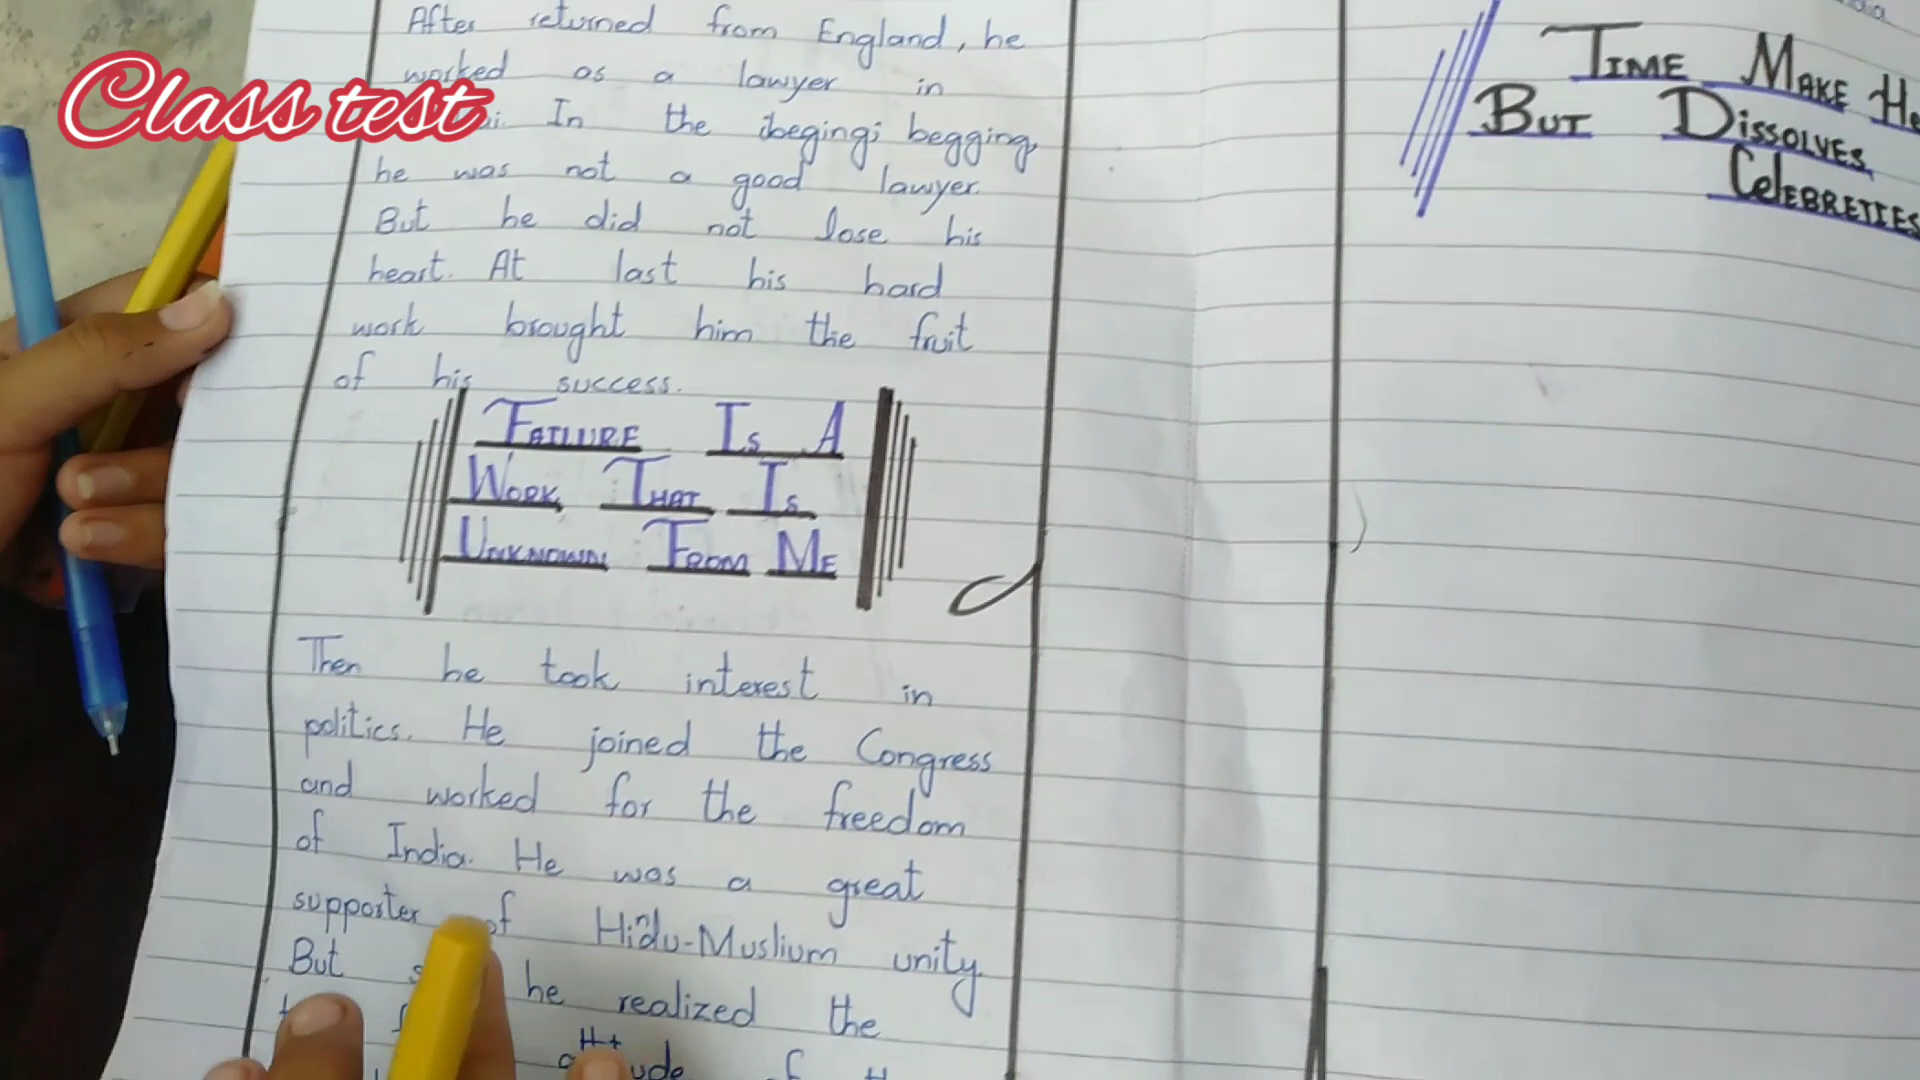 Class test
After returned from England, he
worked as a lawyer in
ai. In the ibegingi begging,
he was not a good lawyer.
But he did not lose his
heart. At last his hard
work brought him the fruit
of his success.
FAILURE IS A
WORK THAT IS
UNKNOWN FROM ME
Then he took interest in
politics. He joined the Congress
and worked for the freedom
of India. He was a great
supporter of Hindu-Muslium unity
But he realized the
TIME MAKE HE
BUT DISSOLVES
CELEBRETIES